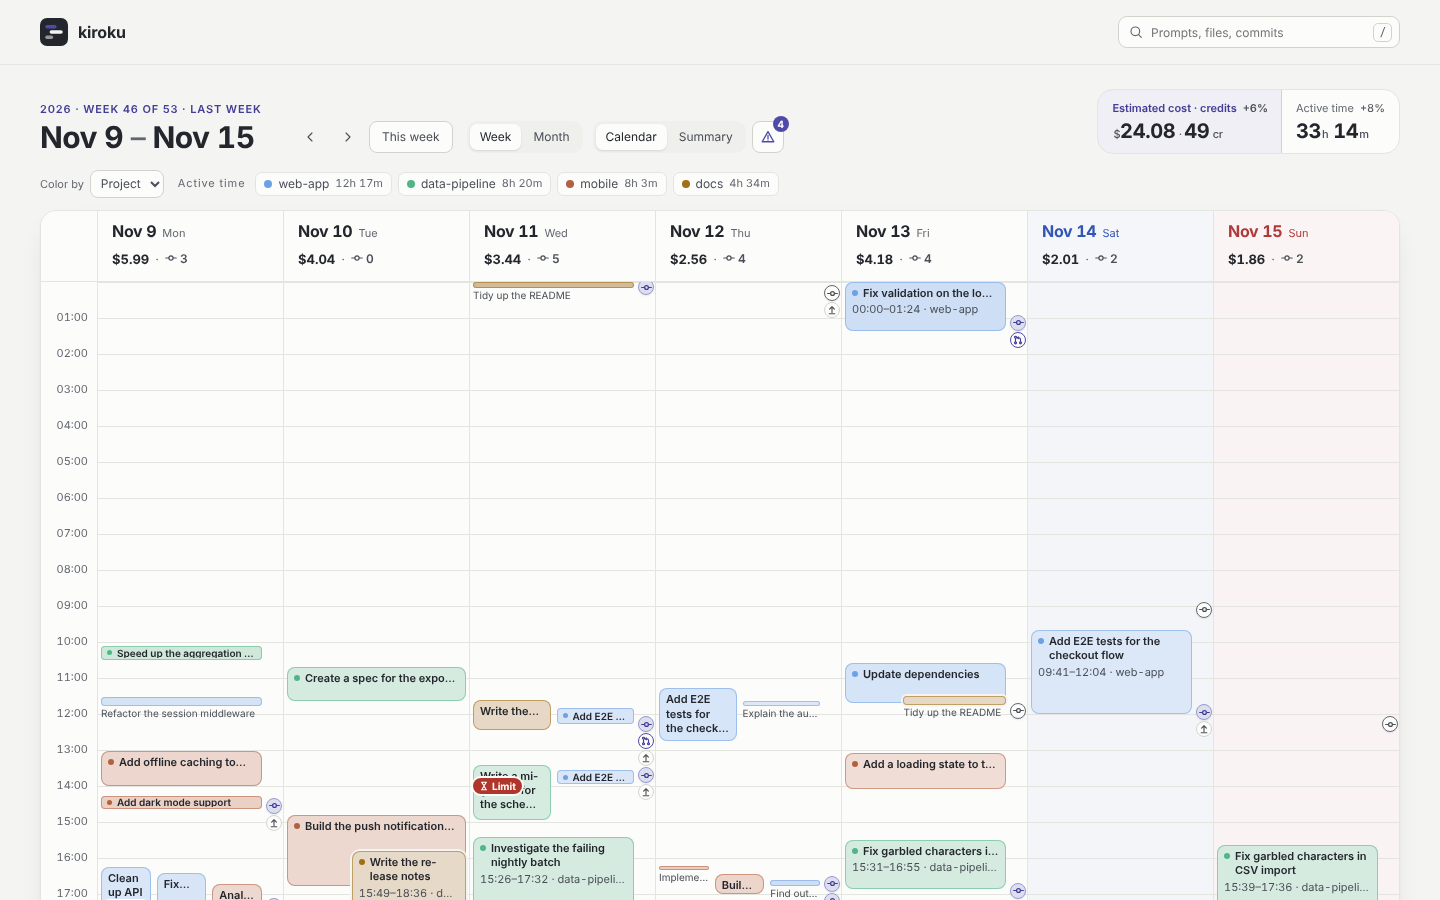 kiroku
Prompts, files, commits
/
2026 · WEEK 46 OF 53 · LAST WEEK
Nov 9 – Nov 15
This week
Week
Month
Calendar
Summary
4
Estimated cost · credits +6%
$24.08 · 49 cr
Active time +8%
33h 14m
Color by
Project
Active time
web-app 12h 17m
data-pipeline 8h 20m
mobile 8h 3m
docs 4h 34m
Nov 9 Mon
$5.99 · 3
Nov 10 Tue
$4.04 · 0
Nov 11 Wed
$3.44 · 5
Nov 12 Thu
$2.56 · 4
Nov 13 Fri
$4.18 · 4
Nov 14 Sat
$2.01 · 2
Nov 15 Sun
$1.86 · 2
01:00
02:00
03:00
04:00
05:00
06:00
07:00
08:00
09:00
10:00
11:00
12:00
13:00
14:00
15:00
16:00
17:00
Speed up the aggregation ...
Refactor the session middleware
Add offline caching to...
Add dark mode support
Clean
up API
Fix...
Anal...
Create a spec for the expo...
Build the push notification...
Write the re-
lease notes
15:49–18:36 · d...
Tidy up the README
Write the...
Add E2E ...
Write a mi-
Limit
for
the sche...
Add E2E ...
Investigate the failing
nightly batch
15:26–17:32 · data-pipeli...
Add E2E
tests for
the check...
Explain the au...
Impleme...
Buil...
Find out...
Fix validation on the lo...
00:00–01:24 · web-app
Update dependencies
Tidy up the README
Add a loading state to t...
Fix garbled characters i...
15:31–16:55 · data-pipeli...
Add E2E tests for the
checkout flow
09:41–12:04 · web-app
Fix garbled characters in
CSV import
15:39–17:36 · data-pipeli...